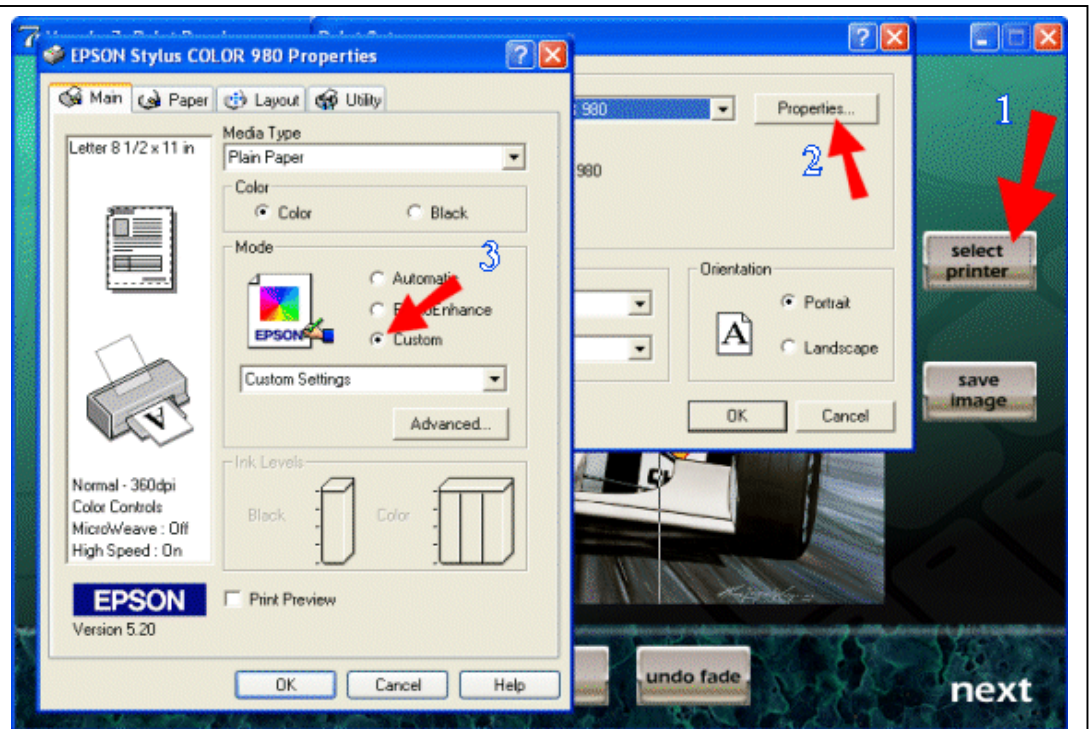 EPSON Stylus COLOR 980 Properties
Main
Paper
Layout
Utility
Letter 8 1/2 x 11 in
Media Type
Plain Paper
Color
Color
Black
Mode
3
Automatic
Enhance
EPSON
Custom
Custom Settings
Advanced...
Normal - 360dpi
Color Controls
MicroWeave : Off
High Speed : On
Ink Levels
Black
Color
EPSON
Version 5.20
Print Preview
OK
Cancel
Help
980
Properties...
2
980
Orientation
Portrait
A
Landscape
OK
Cancel
1
select
printer
save
image
undo fade
next